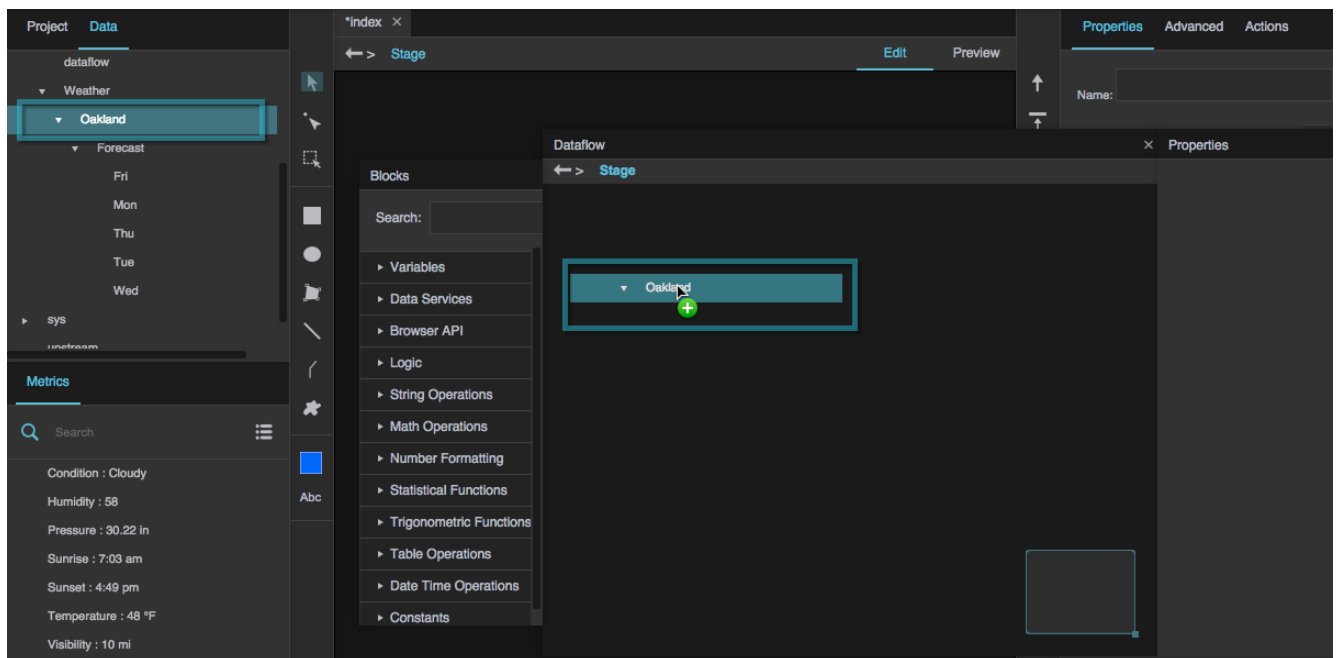 Project Data
dataflow
Weather
Oakland
Forecast
Fri
Mon
Thu
Tue
Wed
sys
upstream
Metrics
Search
Condition : Cloudy
Humidity : 58
Pressure : 30.22 in
Sunrise : 7:03 am
Sunset : 4:49 pm
Temperature : 48 °F
Visibility : 10 mi
Abc
*index ×
Stage
Edit Preview
Blocks
Search:
Variables
Data Services
Browser API
Logic
String Operations
Math Operations
Number Formatting
Statistical Functions
Trigonometric Functions
Table Operations
Date Time Operations
Constants
Dataflow ×
Stage
Oakland
Properties Advanced Actions
Name:
Properties